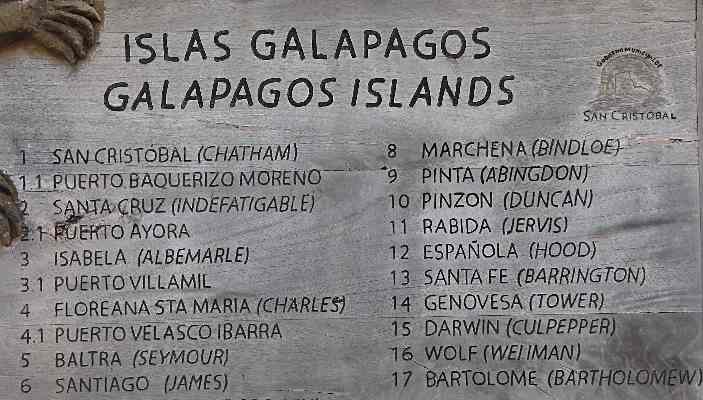 ISLAS GALAPAGOS
GALAPAGOS ISLANDS
SAN CRISTOBAL
1 SAN CRISTÓBAL (CHATHAM)
1.1 PUERTO BAQUERIZO MORENO
2 SANTA CRUZ (INDEFATIGABLE)
2.1 PUERTO AYORA
3 ISABELA (ALBEMARLE)
3.1 PUERTO VILLAMIL
4 FLOREANA STA MARIA (CHARLES)
4.1 PUERTO VELASCO IBARRA
5 BALTRA (SEYMOUR)
6 SANTIAGO (JAMES)
8 MARCHENA (BINDLOE)
9 PINTA (ABINGDON)
10 PINZON (DUNCAN)
11 RABIDA (JERVIS)
12 ESPAÑOLA (HOOD)
13 SANTA FE (BARRINGTON)
14 GENOVESA (TOWER)
15 DARWIN (CULPEPPER)
16 WOLF (WENMAN)
17 BARTOLOME (BARTHOLOMEW)